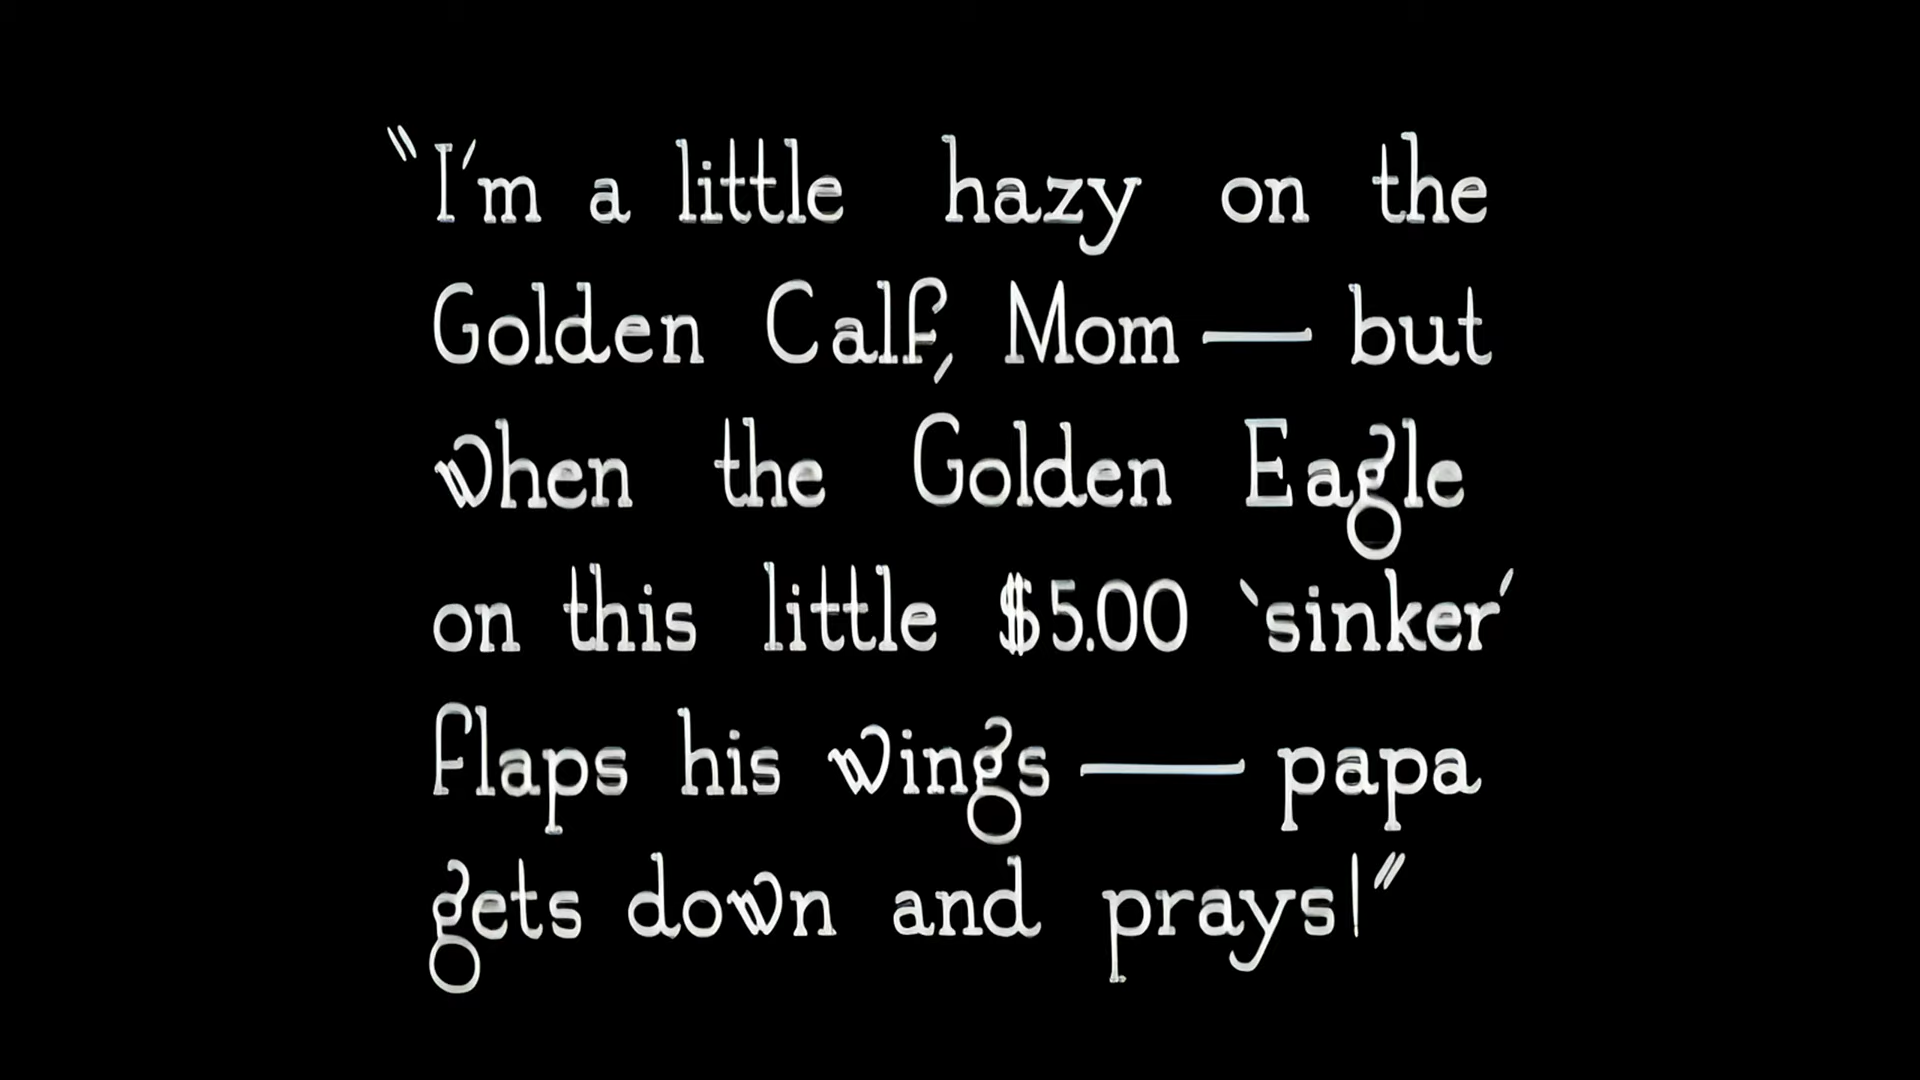 "I'm a little hazy on the
Golden Calf, Mom — but
when the Golden Eagle
on this little $5.00 'sinker'
flaps his wings — papa
gets down and prays!"